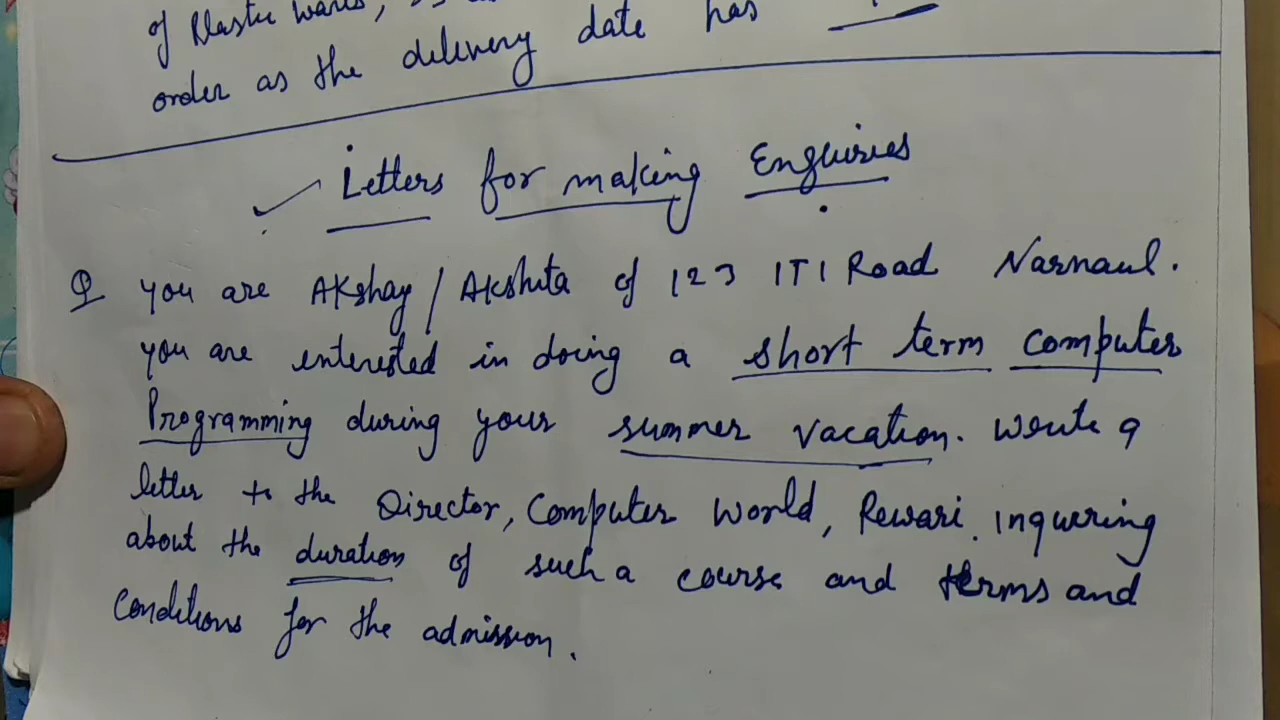 of Plastic wares,
order as the delivery date has
Letters for making Enquiries
Q you are Akshay / Akshita of 123 ITI Road Narnaul.
you are interested in doing a short term computer
Programming during your summer vacation. Write a
letter to the Director, Computer World, Rewari. inquering
about the duration of such a course and terms and
Conditions for the admission.